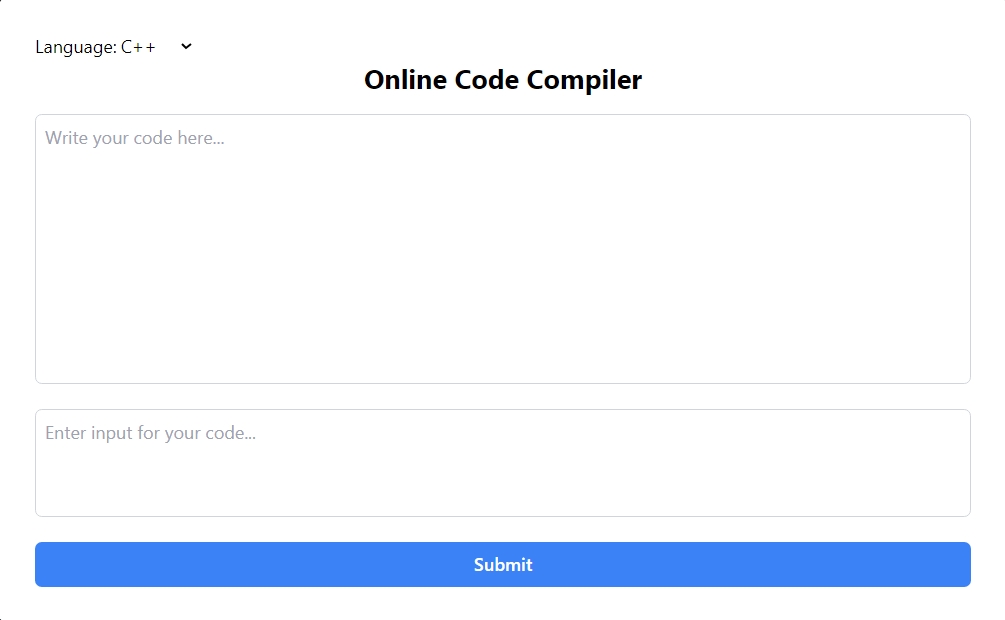 Language: C++
Online Code Compiler
Write your code here...
Enter input for your code...
Submit